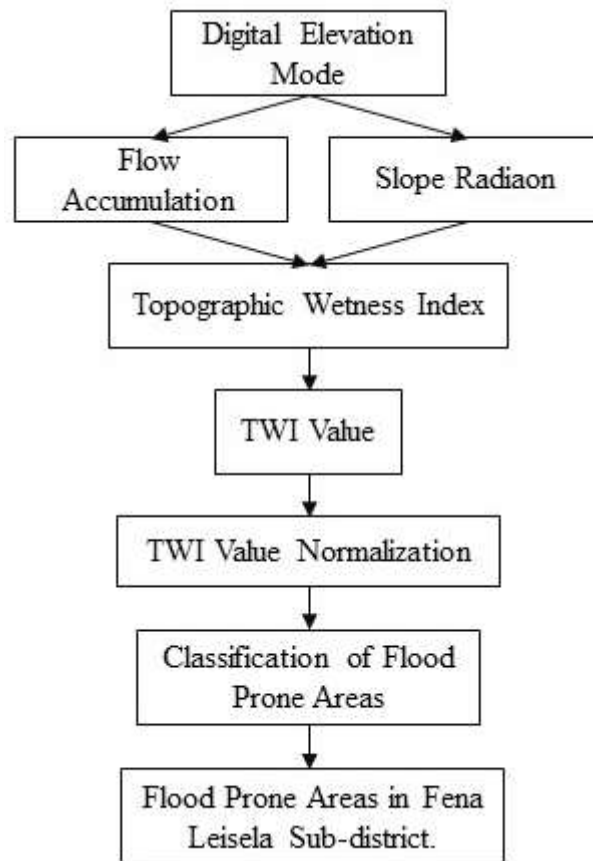 Digital Elevation
Mode
Flow
Accumulation
Slope Radiaon
Topographic Wetness Index
TWI Value
TWI Value Normalization
Classification of Flood
Prone Areas
Flood Prone Areas in Fena
Leisela Sub-district.